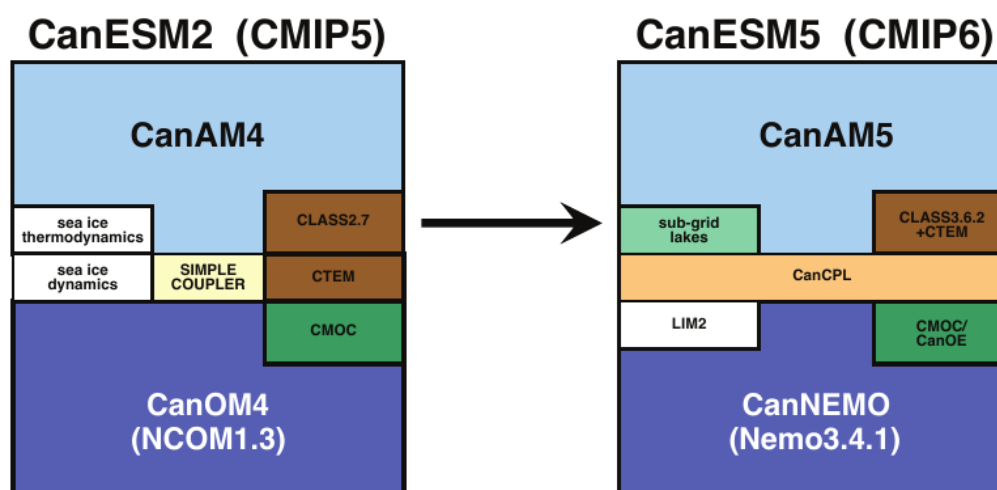 CanESM2 (CMIP5)
CanAM4
sea ice
thermodynamics
CLASS2.7
sea ice
dynamics
SIMPLE
COUPLER
CTEM
CMOC
CanOM4
(NCOM1.3)
CanESM5 (CMIP6)
CanAM5
sub-grid
lakes
CLASS3.6.2
+CTEM
CanCPL
LIM2
CMOC/
CanOE
CanNEMO
(Nemo3.4.1)